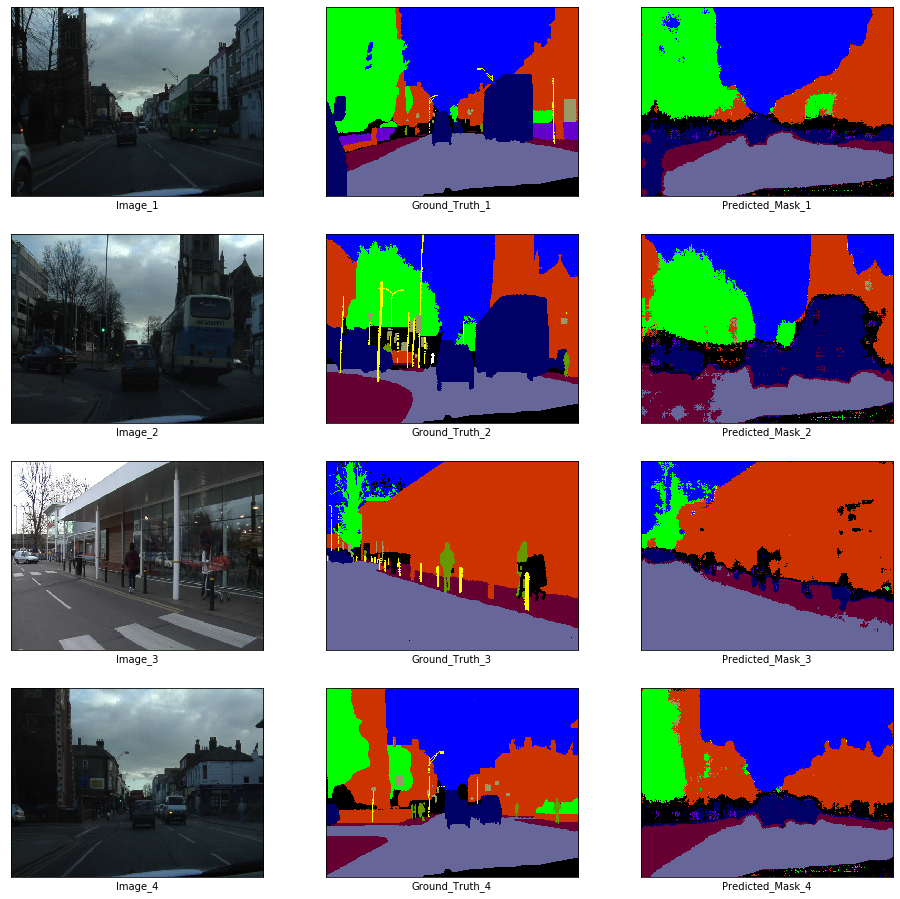 Image_1
Ground_Truth_1
Predicted_Mask_1
Image_2
Ground_Truth_2
Predicted_Mask_2
Image_3
Ground_Truth_3
Predicted_Mask_3
Image_4
Ground_Truth_4
Predicted_Mask_4